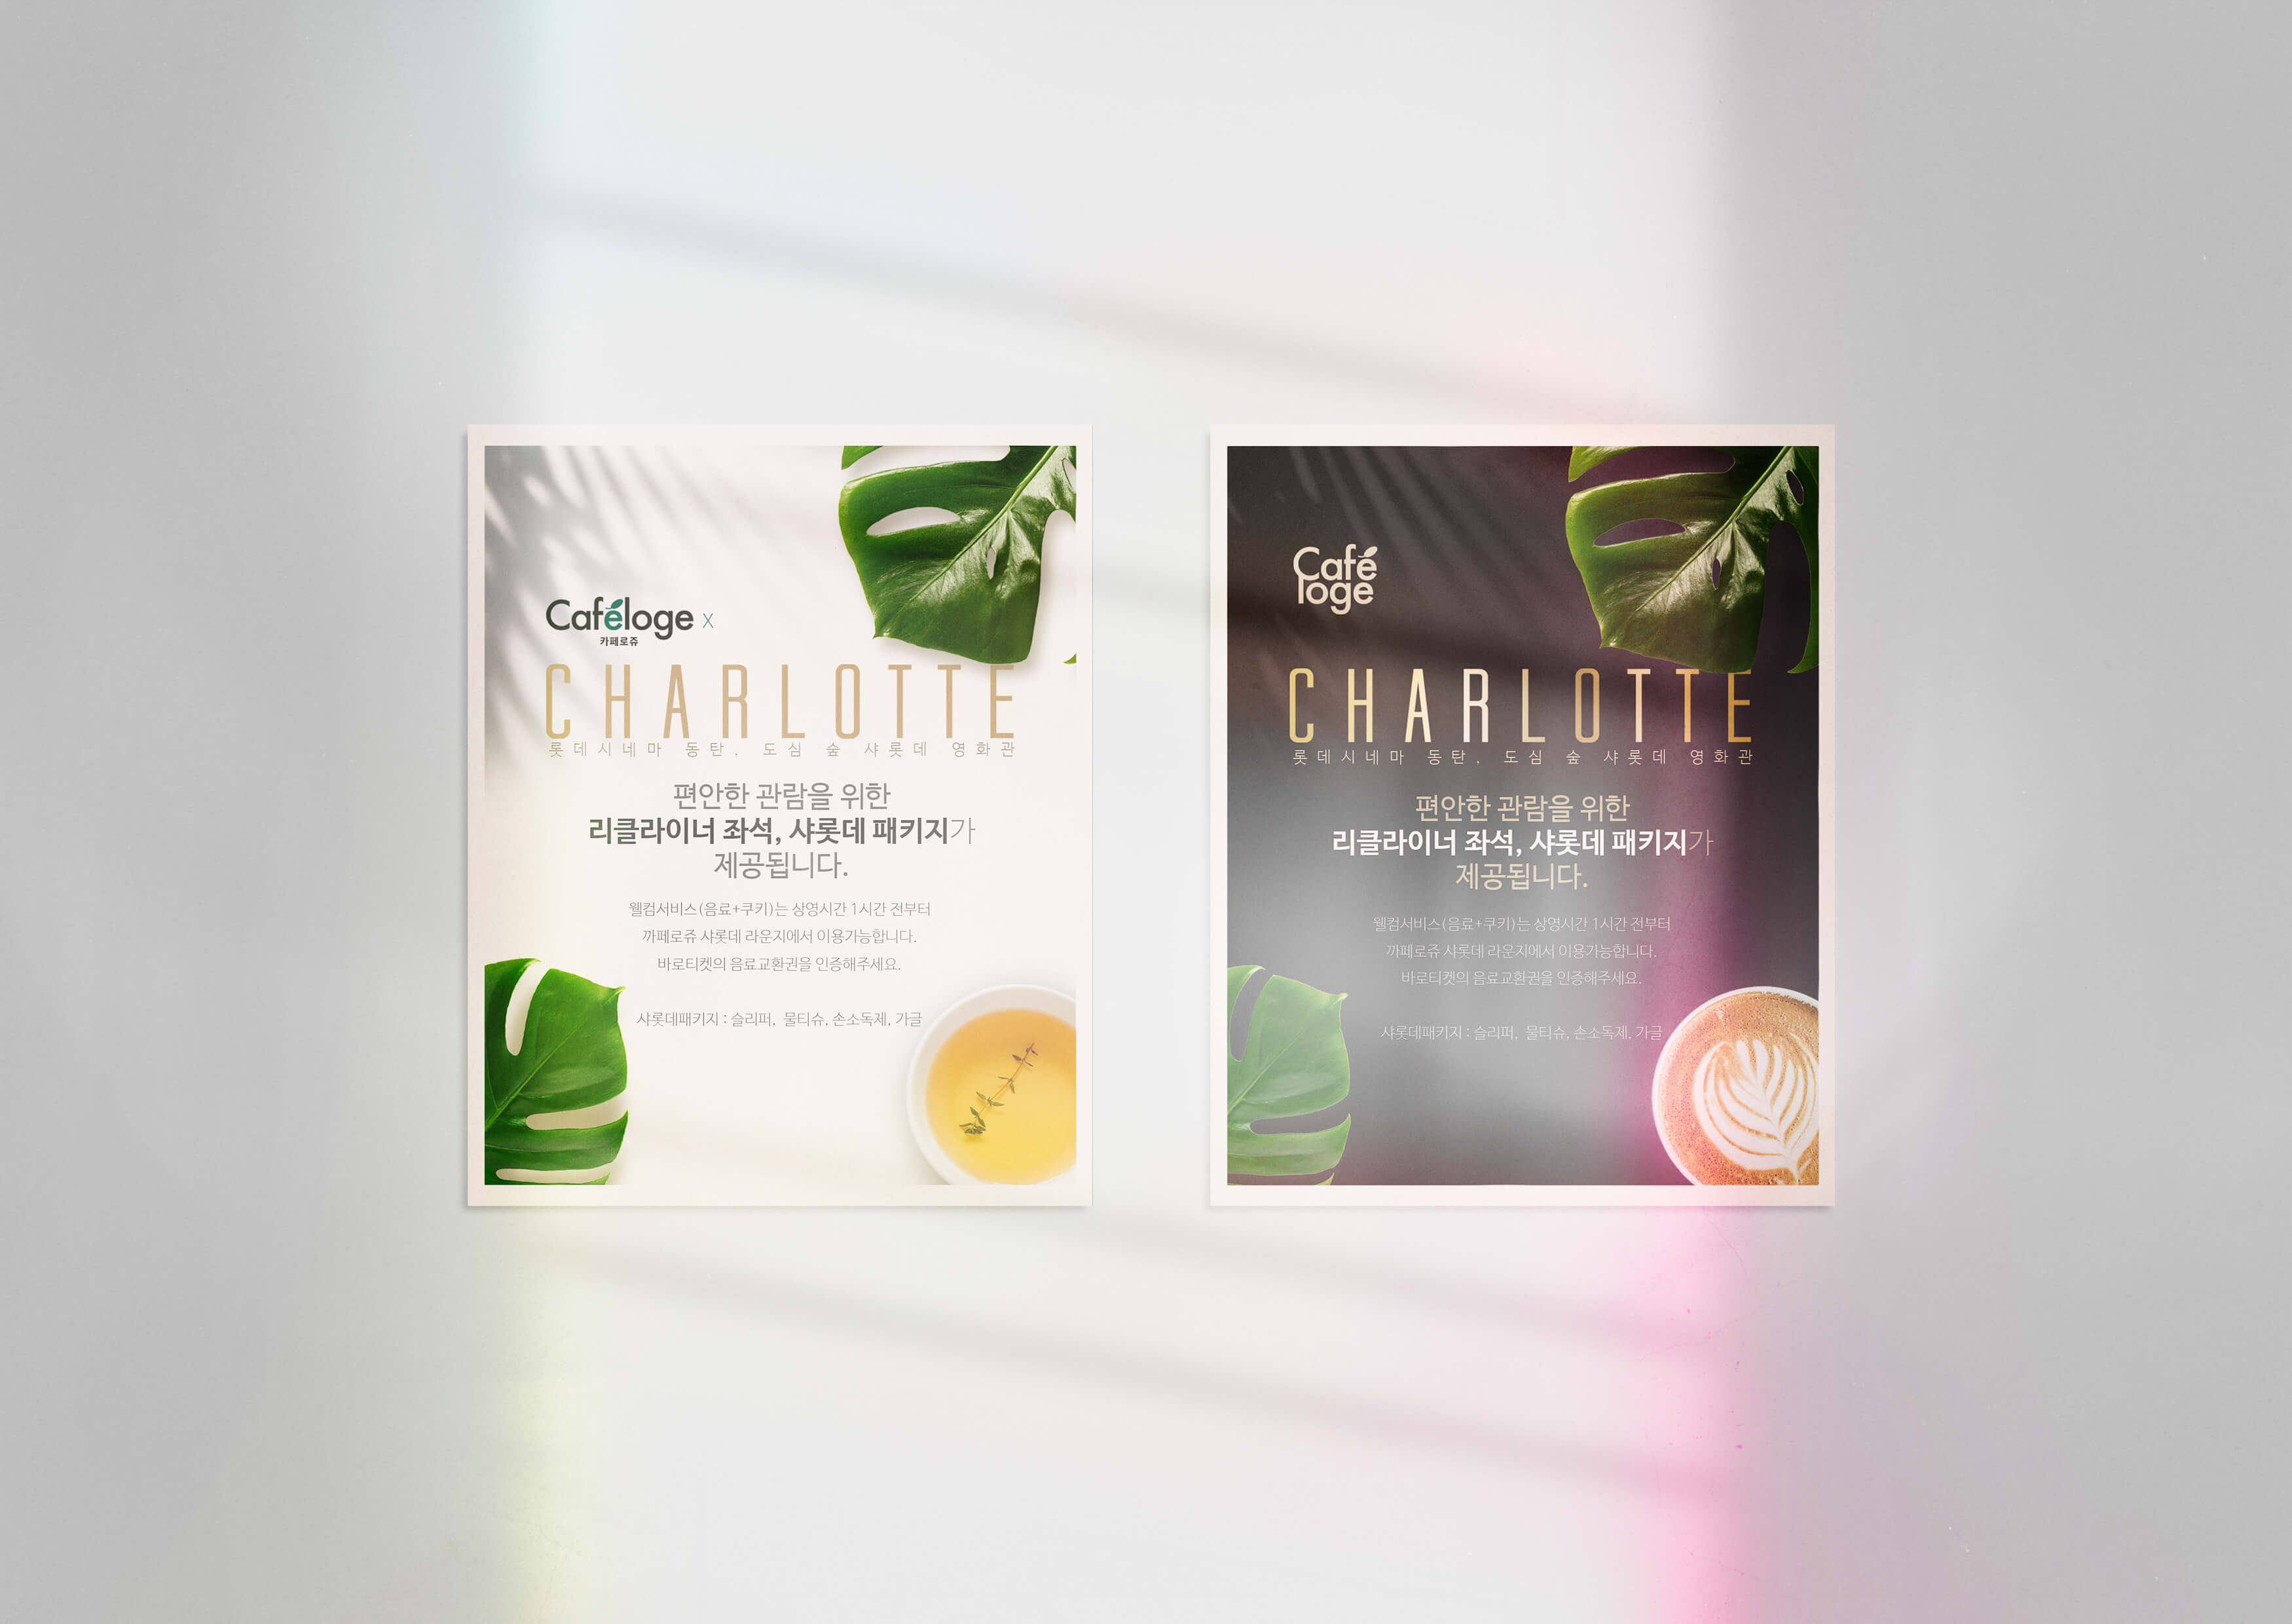 Caféloge x
카페로쥬
CHARLOTTE
롯데시네마 동탄, 도심 숲 샤롯데 영화관
편안한 관람을 위한
리클라이너 좌석, 샤롯데 패키지가
제공됩니다.
웰컴서비스(음료+쿠키)는 상영시간 1시간 전부터
까페로쥬 샤롯데 라운지에서 이용가능합니다.
바로티켓의 음료교환권을 인증해주세요.
샤롯데패키지 : 슬리퍼, 물티슈, 손소독제, 가글
Café
loge
CHARLOTTE
롯데시네마 동탄, 도심 숲 샤롯데 영화관
편안한 관람을 위한
리클라이너 좌석, 샤롯데 패키지가
제공됩니다.
웰컴서비스(음료+쿠키)는 상영시간 1시간 전부터
까페로쥬 샤롯데 라운지에서 이용가능합니다.
바로티켓의 음료교환권을 인증해주세요.
샤롯데패키지 : 슬리퍼, 물티슈, 손소독제, 가글